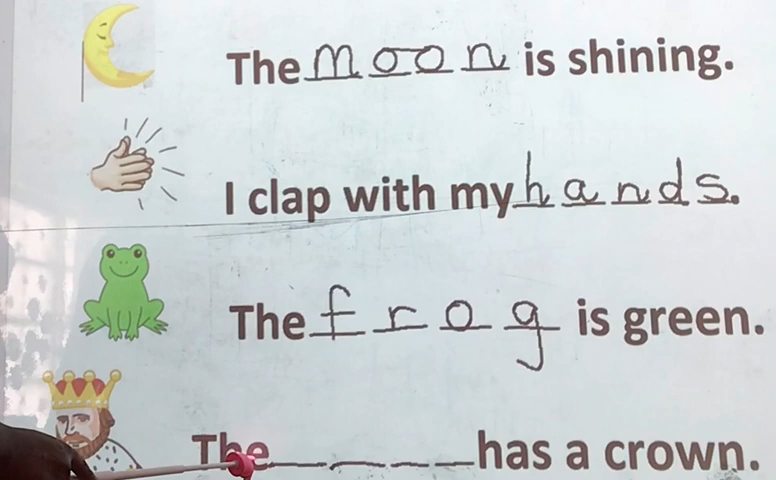 The moon is shining.
I clap with my hands.
The frog is green.
The _ _ _ _ has a crown.